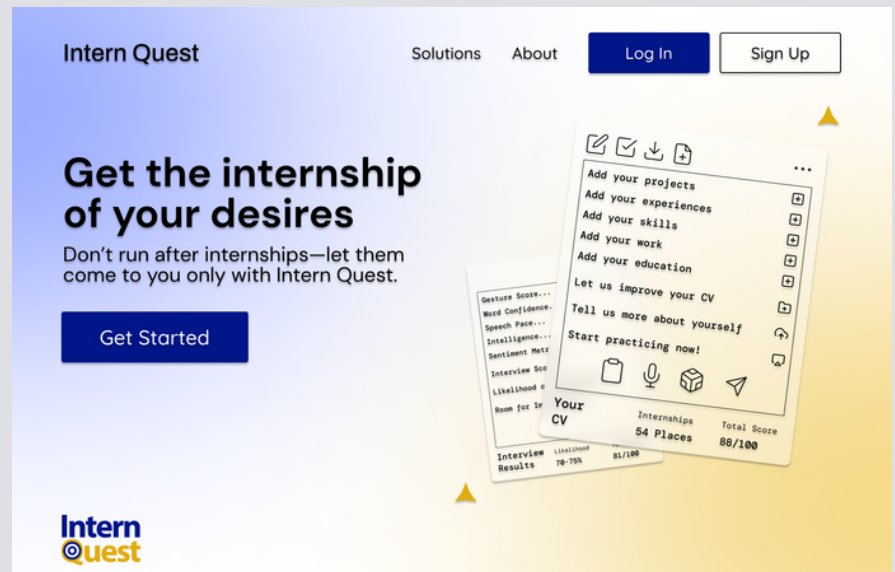 Intern Quest
Solutions
About
Log In
Sign Up
Get the internship
of your desires
Don’t run after internships—let them
come to you only with Intern Quest.
Get Started
Add your projects
Add your experiences
Add your skills
Add your work
Add your education
Let us improve your CV
Tell us more about yourself
Start practicing now!
Your
CV
Internships
54 Places
Total Score
88/100
Gesture Score...
Word Confidence.
Speech Pace...
Intelligence...
Sentiment Metr
Interview Sco
Likelihood o
Room for
Interview
Results
Likelihood
70-75%
81/100
Intern
Quest